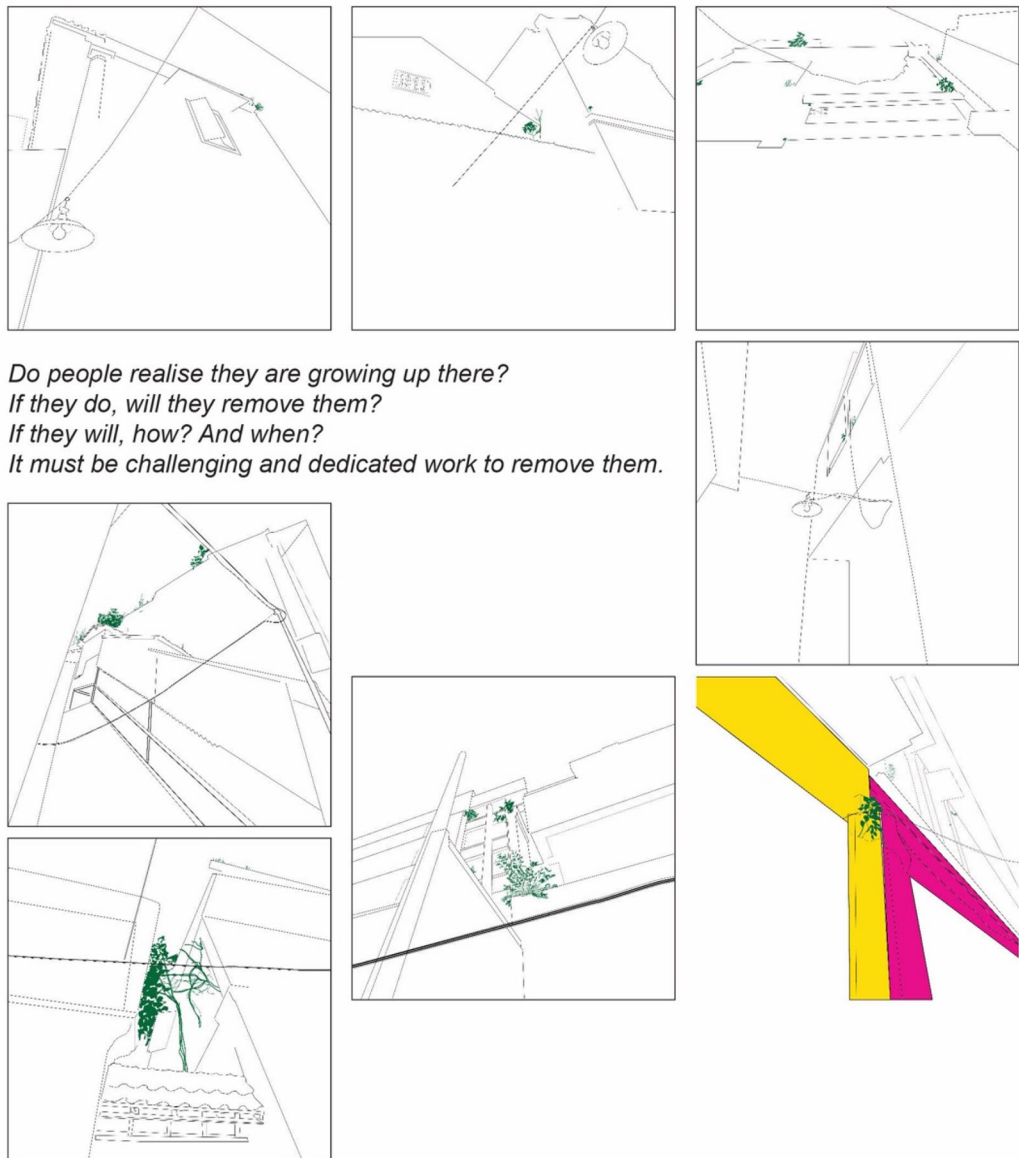 Do people realise they are growing up there?
If they do, will they remove them?
If they will, how? And when?
It must be challenging and dedicated work to remove them.